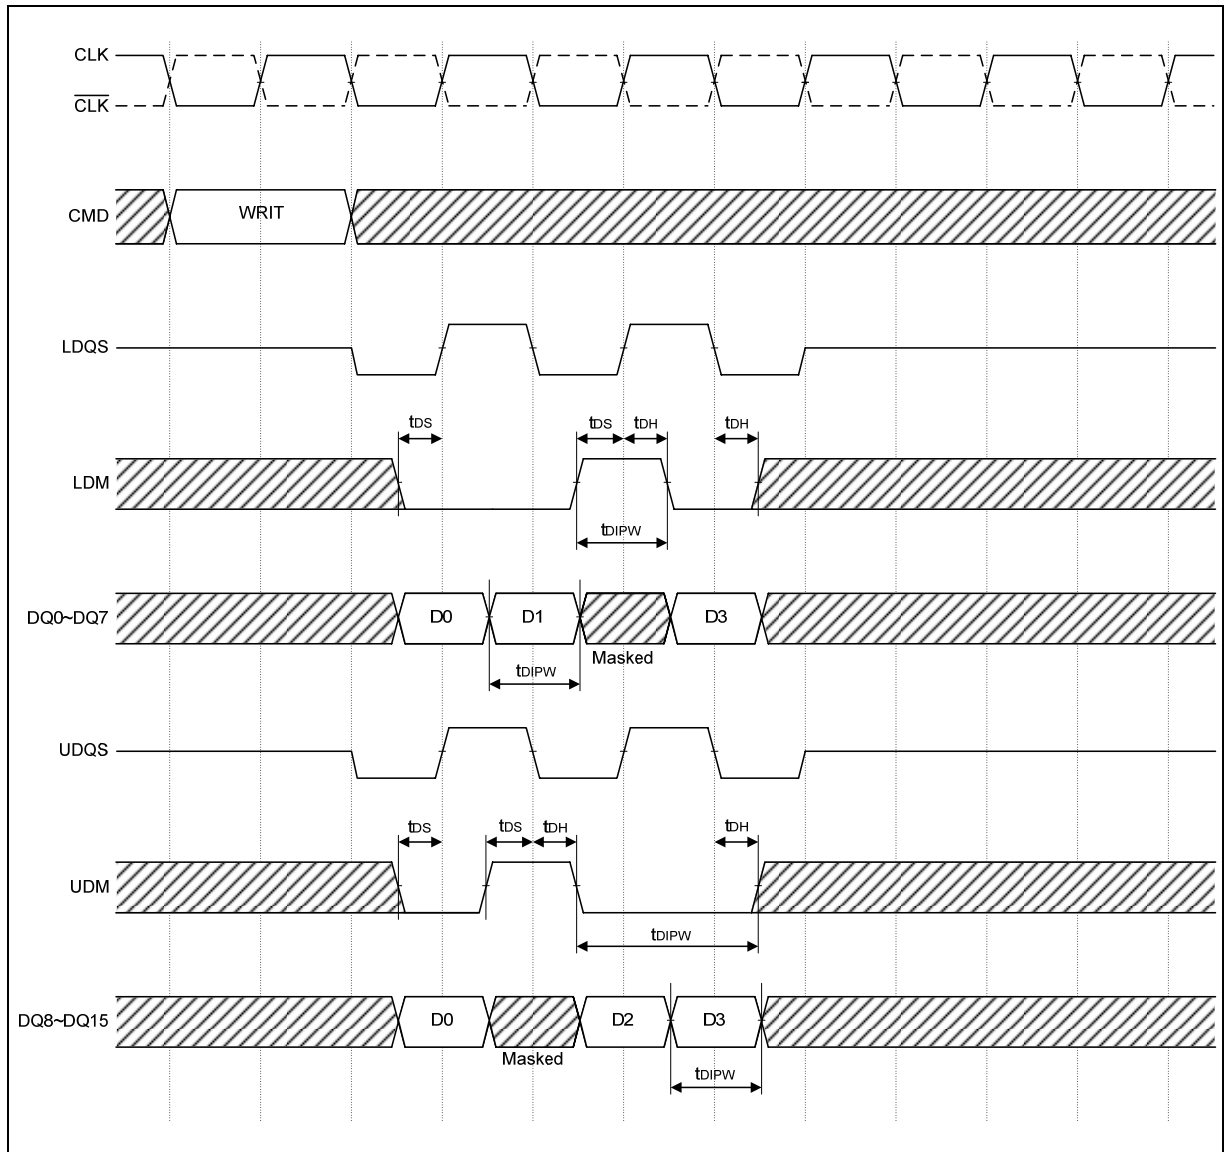 CLK
CLK
CMD
WRIT
LDQS
tDS
tDS
tDH
tDH
LDM
tDIPW
DQ0~DQ7
D0
D1
D3
Masked
tDIPW
UDQS
tDS
tDS
tDH
tDH
UDM
tDIPW
DQ8~DQ15
D0
D2
D3
Masked
tDIPW